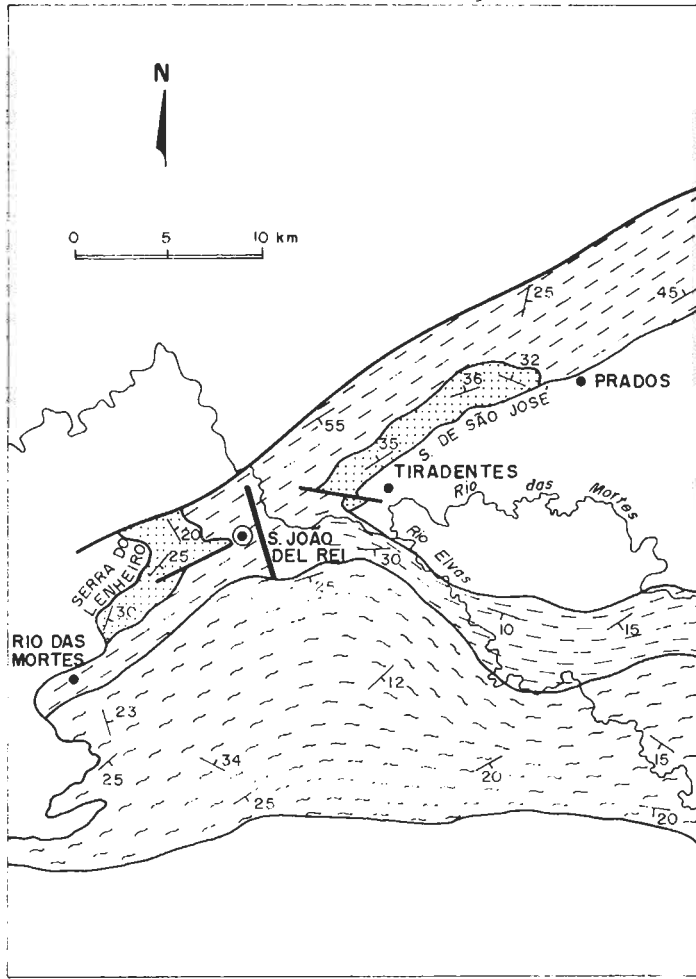 N
0 5 10 km
25
45
32
36
PRADOS
55
S. DE SÃO JOSÉ
35
TIRADENTES
Rio das Mortes
20
S. JOÃO
DEL REI
Rio Elvas
SERRA DO
LENHEIRO
25
30
25
30
10
15
RIO DAS
MORTES
12
23
34
25
20
15
25
20